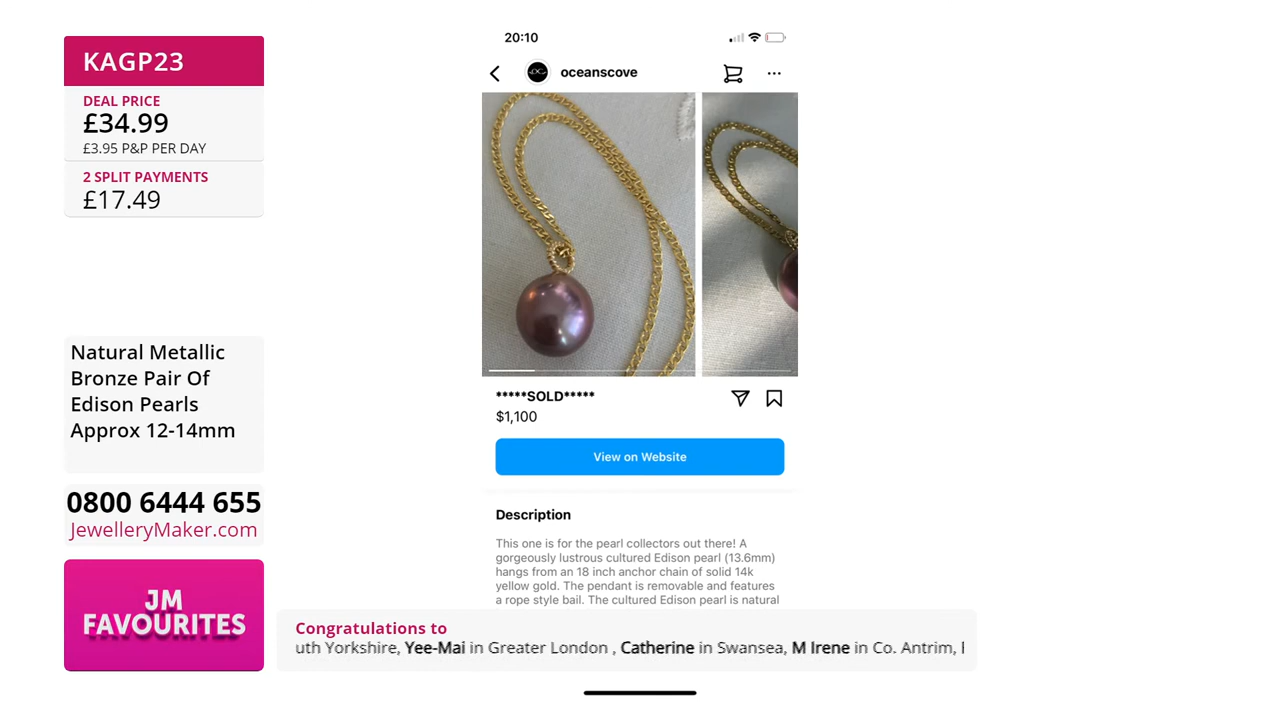 KAGP23
DEAL PRICE
£34.99
£3.95 P&P PER DAY
2 SPLIT PAYMENTS
£17.49
Natural Metallic
Bronze Pair Of
Edison Pearls
Approx 12-14mm
0800 6444 655
JewelleryMaker.com
JM
FAVOURITES
20:10
oceanscove
*****SOLD*****
$1,100
View on Website
Description
This one is for the pearl collectors out there! A
gorgeously lustrous cultured Edison pearl (13.6mm)
hangs from an 18 inch anchor chain of solid 14k
yellow gold. The pendant is removable and features
a rope style bail. The cultured Edison pearl is natural
Congratulations to
uth Yorkshire, Yee-Mai in Greater London , Catherine in Swansea, M Irene in Co. Antrim,